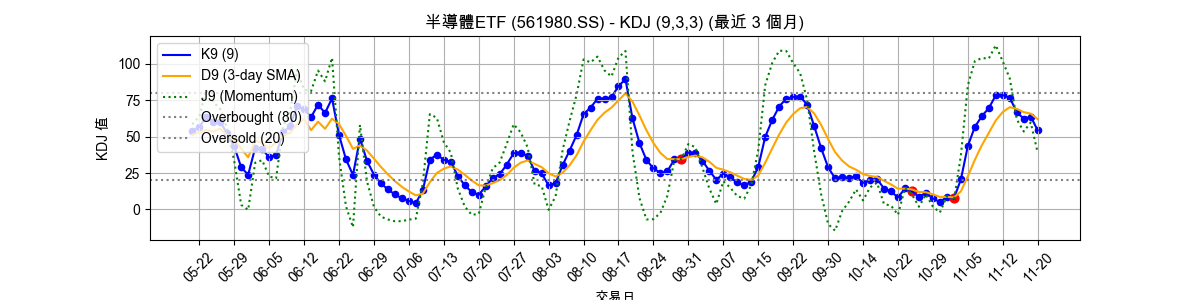 半導體ETF (561980.SS) - KDJ (9,3,3) (最近 3 個月)
K9 (9)
D9 (3-day SMA)
J9 (Momentum)
Overbought (80)
Oversold (20)
KDJ 值
100
75
50
25
0
05-22 05-29 06-05 06-12 06-22 06-29 07-06 07-13 07-20 07-27 08-03 08-10 08-17 08-24 08-31 09-07 09-15 09-22 09-30 10-14 10-22 10-29 11-05 11-12 11-20
交易日